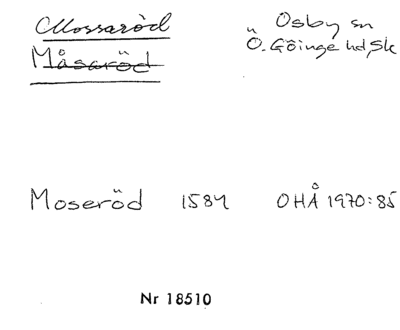 Mossaröd Osby sn
Måsaröd Ö. Göinge hd, Sk
Moseröd 1584 OHÅ 1970:85
Nr 18510